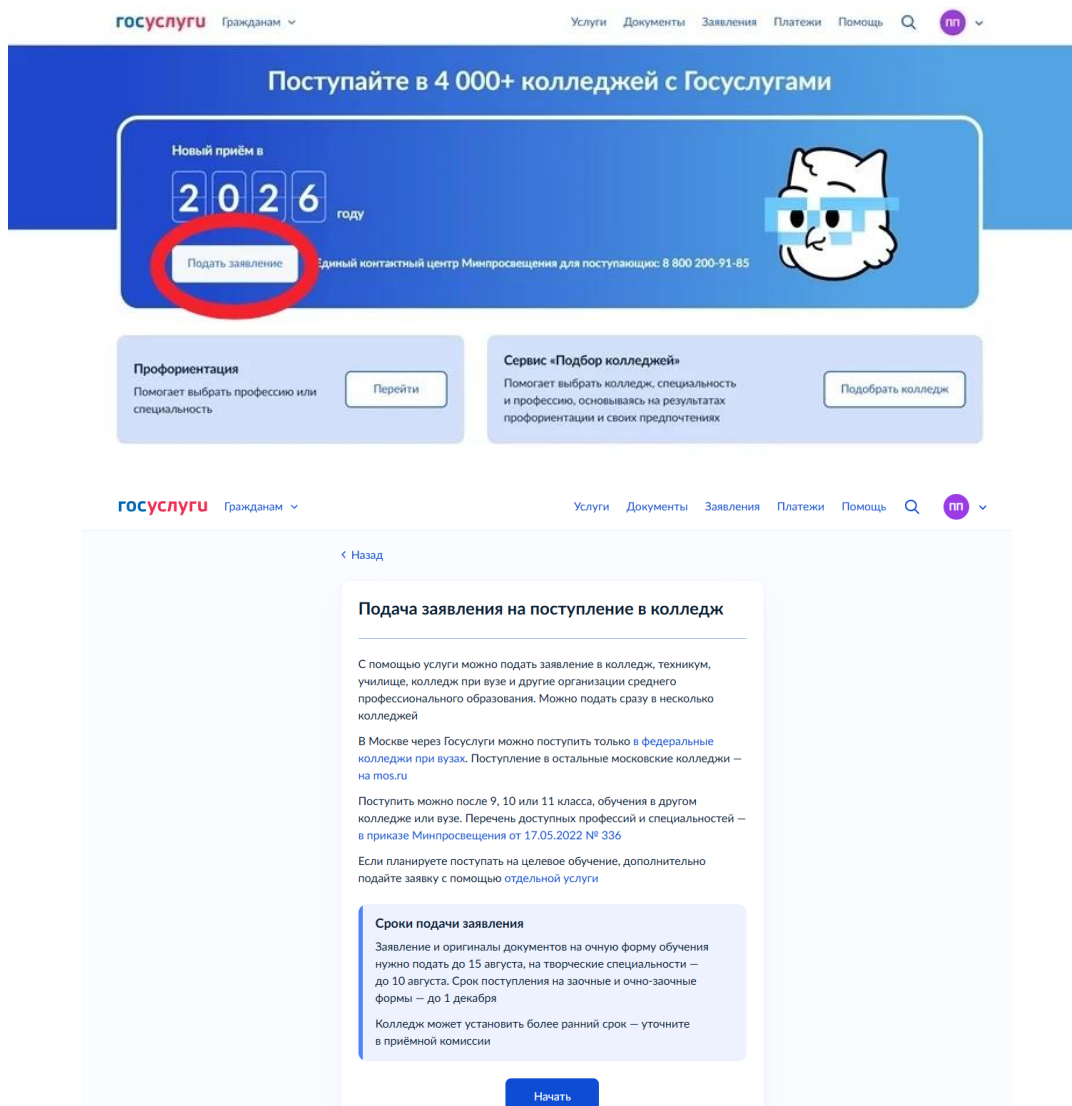 госуслуги Гражданам Услуги Документы Заявления Платежи Помощь ПП
Поступайте в 4 000+ колледжей с Госуслугами
Новый приём в
2026 году
Подать заявление
Единый контактный центр Минпросвещения для поступающих: 8 800 200-91-85
Профориентация
Помогает выбрать профессию или
специальность
Перейти
Сервис «Подбор колледжей»
Помогает выбрать колледж, специальность
и профессию, основываясь на результатах
профориентации и своих предпочтениях
Подобрать колледж
госуслуги Гражданам Услуги Документы Заявления Платежи Помощь ПП
Назад
Подача заявления на поступление в колледж
С помощью услуги можно подать заявление в колледж, техникум,
училище, колледж при вузе и другие организации среднего
профессионального образования. Можно подать сразу в несколько
колледжей
В Москве через Госуслуги можно поступить только в федеральные
колледжи при вузах. Поступление в остальные московские колледжи —
на mos.ru
Поступить можно после 9, 10 или 11 класса, обучения в другом
колледже или вузе. Перечень доступных профессий и специальностей —
в приказе Минпросвещения от 17.05.2022 № 336
Если планируете поступать на целевое обучение, дополнительно
подайте заявку с помощью отдельной услуги
Сроки подачи заявления
Заявление и оригиналы документов на очную форму обучения
нужно подать до 15 августа, на творческие специальности —
до 10 августа. Срок поступления на заочные и очно-заочные
формы — до 1 декабря
Колледж может установить более ранний срок — уточните
в приёмной комиссии
Начать